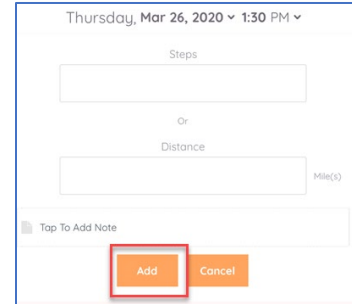 Thursday, Mar 26, 2020 1:30 PM
Steps
Or
Distance
Mile(s)
Tap To Add Note
Add Cancel